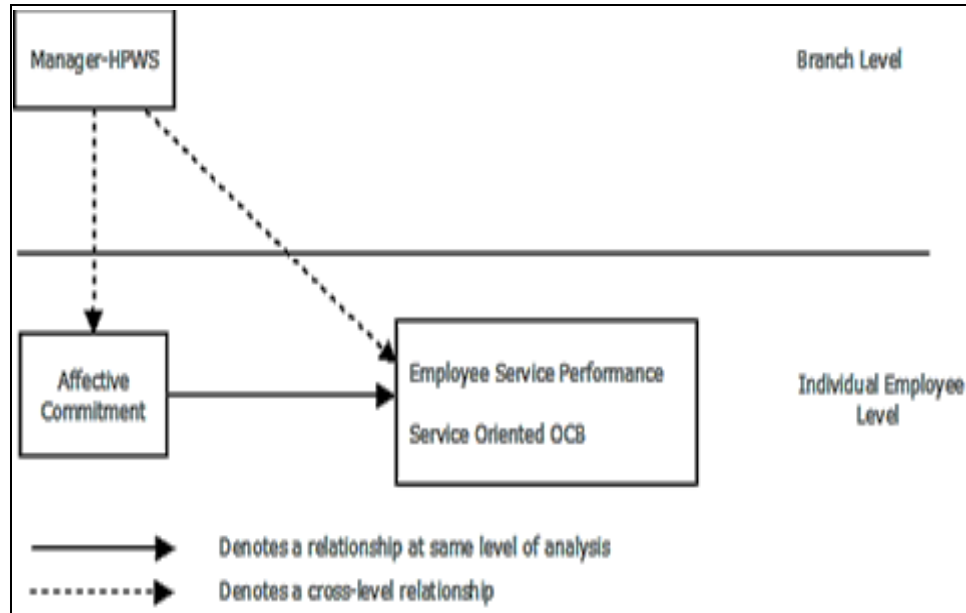 Manager-HPWS
Branch Level
Affective
Commitment
Employee Service Performance
Service Oriented OCB
Individual Employee
Level
Denotes a relationship at same level of analysis
Denotes a cross-level relationship